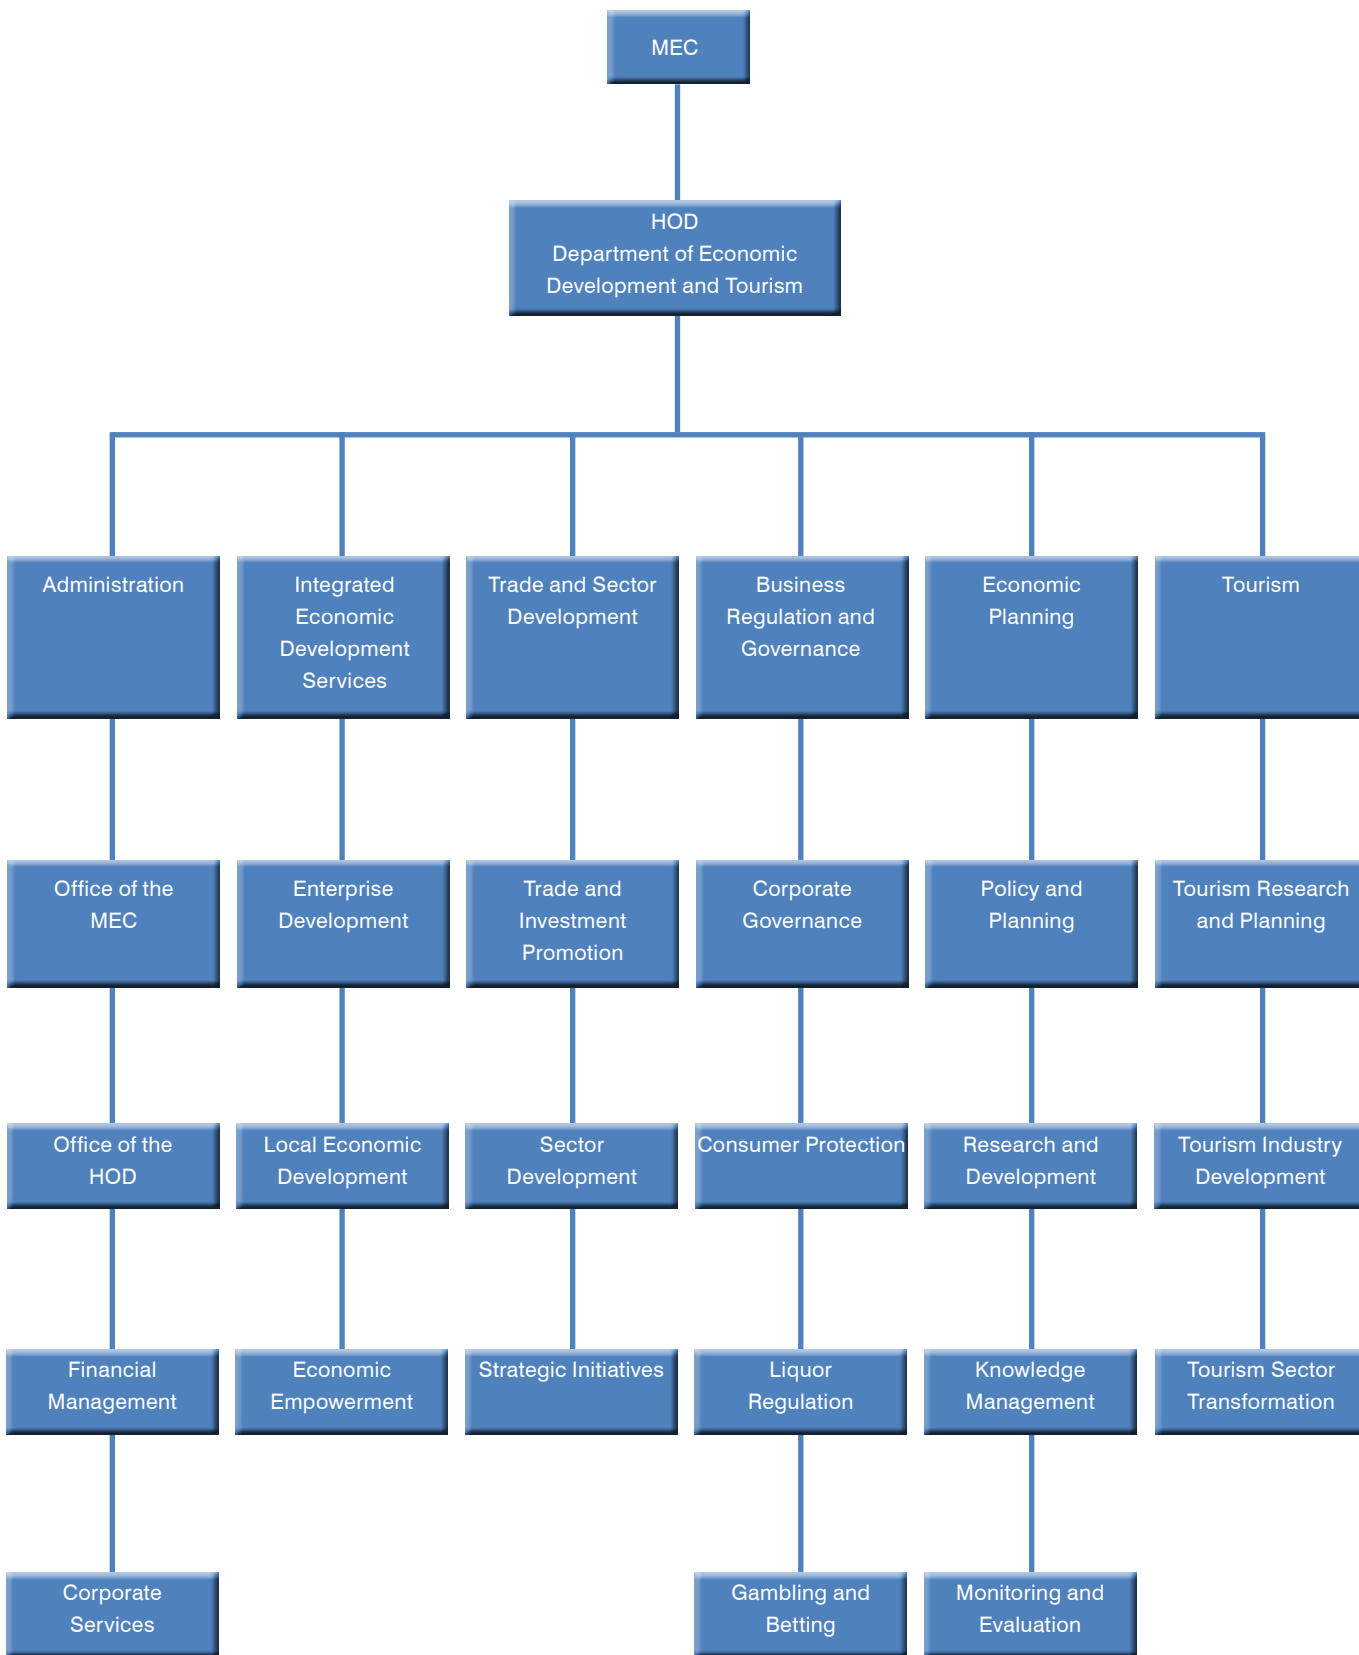 MEC
HOD
Department of Economic
Development and Tourism
Administration
Integrated
Economic
Development
Services
Trade and Sector
Development
Business
Regulation and
Governance
Economic
Planning
Tourism
Office of the
MEC
Enterprise
Development
Trade and
Investment
Promotion
Corporate
Governance
Policy and
Planning
Tourism Research
and Planning
Office of the
HOD
Local Economic
Development
Sector
Development
Consumer Protection
Research and
Development
Tourism Industry
Development
Financial
Management
Economic
Empowerment
Strategic Initiatives
Liquor
Regulation
Knowledge
Management
Tourism Sector
Transformation
Corporate
Services
Gambling and
Betting
Monitoring and
Evaluation